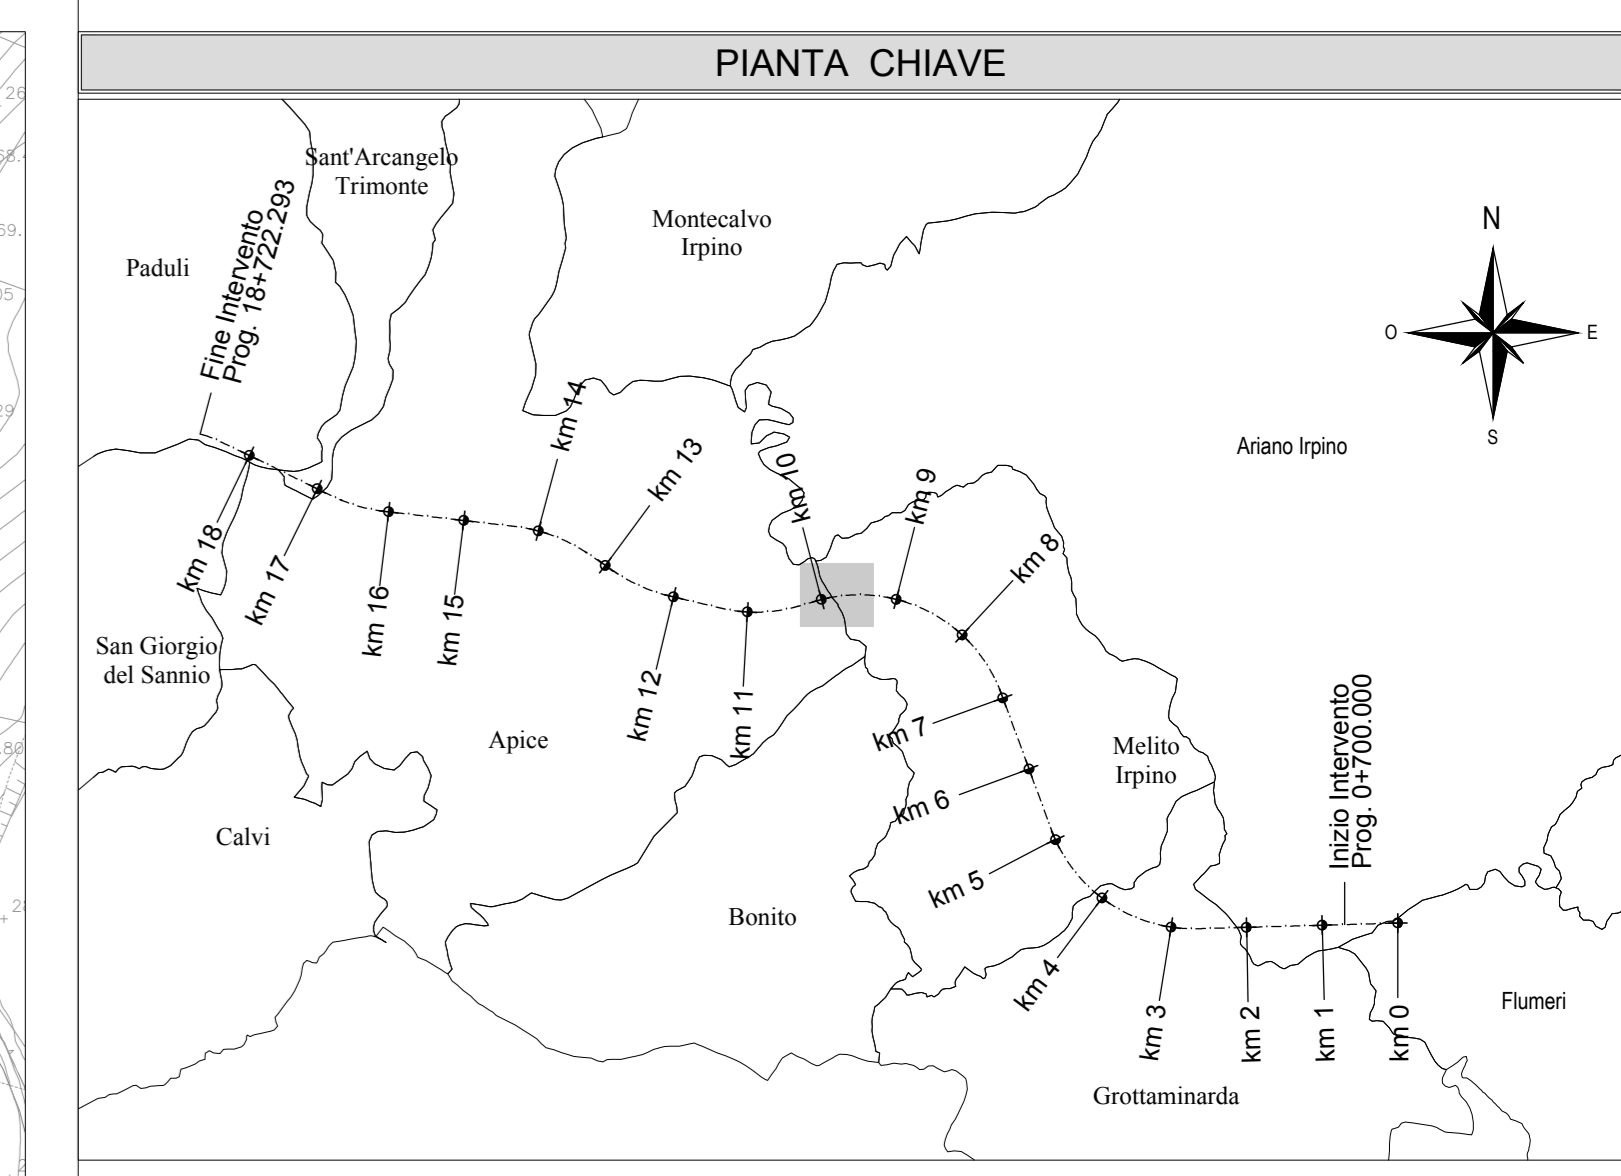 PIANTA CHIAVE
Sant'Arcangelo
Trimonte
Montecalvo
Irpino
Paduli
Fine Intervento
Prog. 18+722.293
N
O
E
S
Ariano Irpino
km 14
km 13
km 10
km 9
km 8
km 18
km 17
km 16
km 15
km 12
km 11
km 7
km 6
km 5
km 4
km 3
km 2
km 1
km 0
San Giorgio
del Sannio
Apice
Melito
Irpino
Inizio Intervento
Prog. 0+700.000
Calvi
Bonito
Flumeri
Grottaminarda